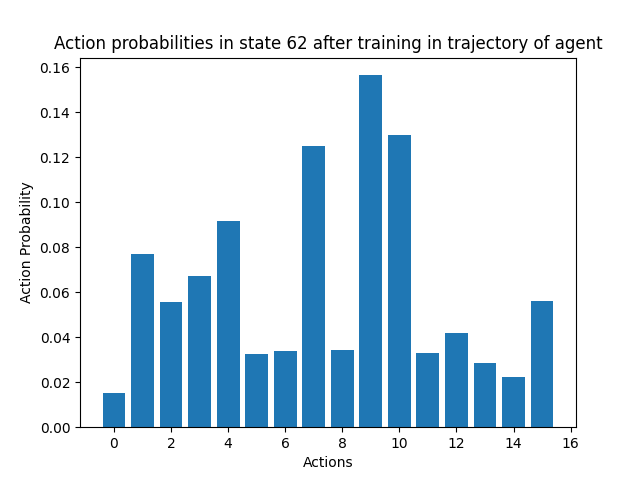 Action probabilities in state 62 after training in trajectory of agent
0.16
0.14
0.12
0.10
0.08
0.06
0.04
0.02
0.00
Action Probability
0 2 4 6 8 10 12 14 16
Actions